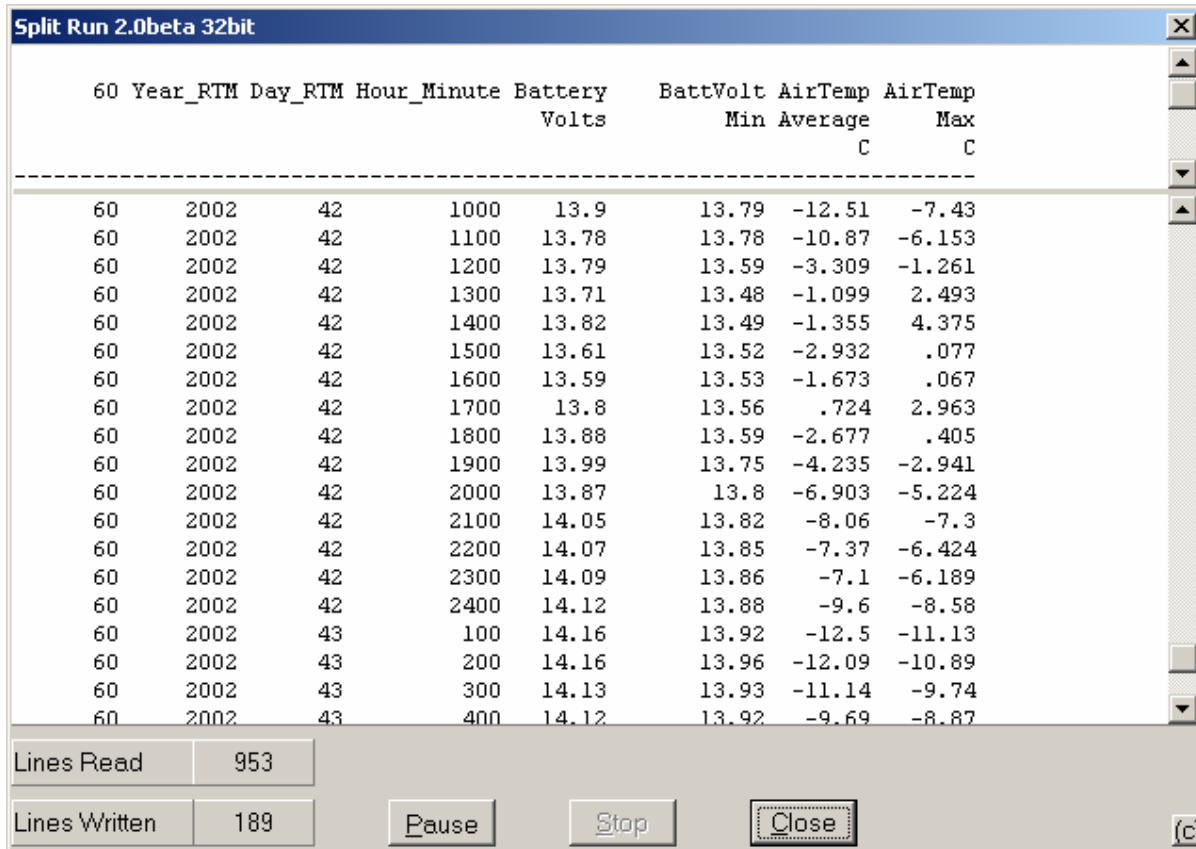 Split Run 2.0beta 32bit
60 Year_RTM Day_RTM Hour_Minute Battery BattVolt AirTemp AirTemp
Volts Min Average Max
C C
--------------------------------------------------------------------------
60 2002 42 1000 13.9 13.79 -12.51 -7.43
60 2002 42 1100 13.78 13.78 -10.87 -6.153
60 2002 42 1200 13.79 13.59 -3.309 -1.261
60 2002 42 1300 13.71 13.48 -1.099 2.493
60 2002 42 1400 13.82 13.49 -1.355 4.375
60 2002 42 1500 13.61 13.52 -2.932 .077
60 2002 42 1600 13.59 13.53 -1.673 .067
60 2002 42 1700 13.8 13.56 .724 2.963
60 2002 42 1800 13.88 13.59 -2.677 .405
60 2002 42 1900 13.99 13.75 -4.235 -2.941
60 2002 42 2000 13.87 13.8 -6.903 -5.224
60 2002 42 2100 14.05 13.82 -8.06 -7.3
60 2002 42 2200 14.07 13.85 -7.37 -6.424
60 2002 42 2300 14.09 13.86 -7.1 -6.189
60 2002 42 2400 14.12 13.88 -9.6 -8.58
60 2002 43 100 14.16 13.92 -12.5 -11.13
60 2002 43 200 14.16 13.96 -12.09 -10.89
60 2002 43 300 14.13 13.93 -11.14 -9.74
60 2002 43 400 14.12 13.92 -9.69 -8.87
Lines Read 953
Lines Written 189 Pause Stop Close (c